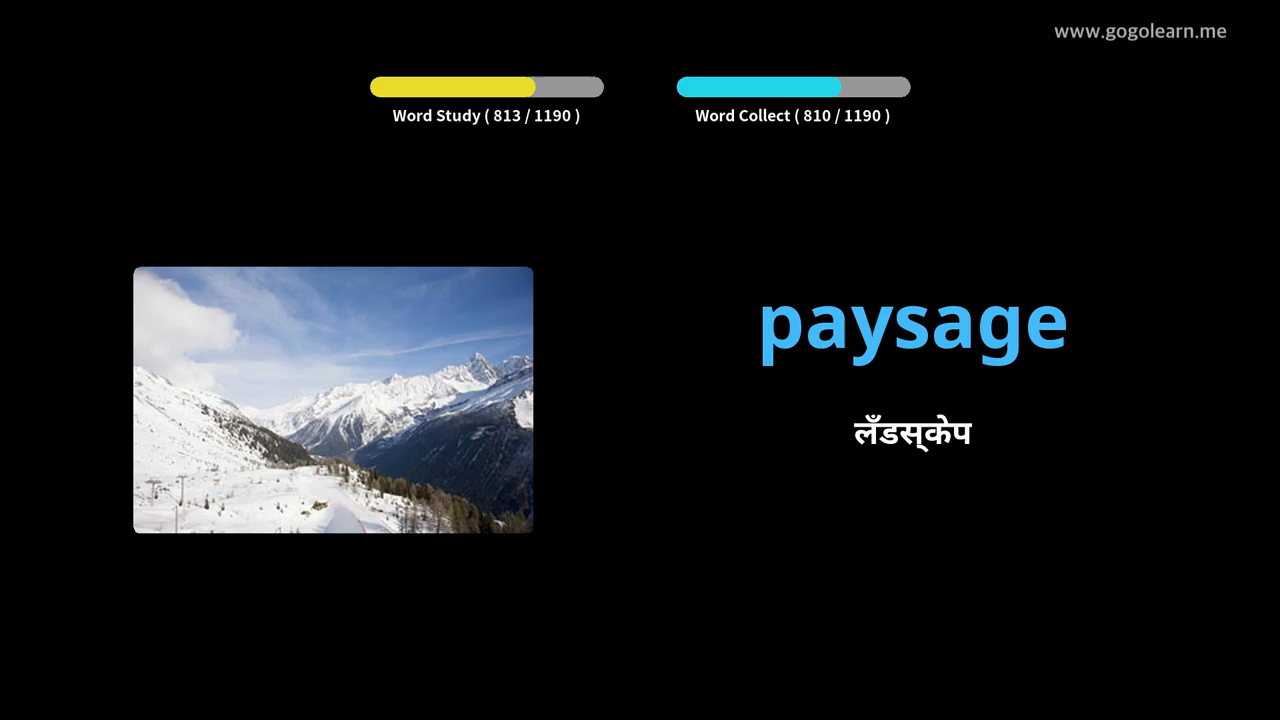 www.gogolearn.me
Word Study ( 813 / 1190 )
Word Collect ( 810 / 1190 )
paysage
लँडस्केप